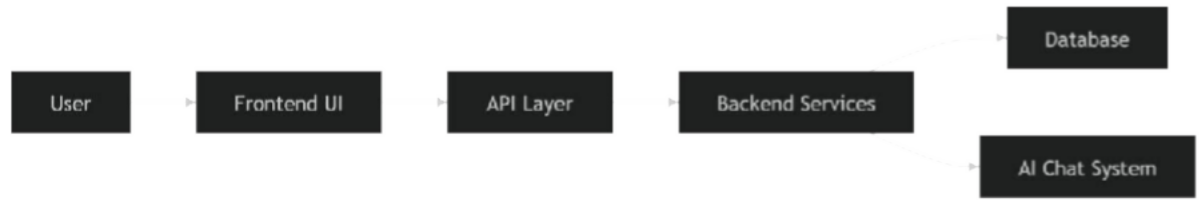 User
Frontend UI
API Layer
Backend Services
Database
AI Chat System